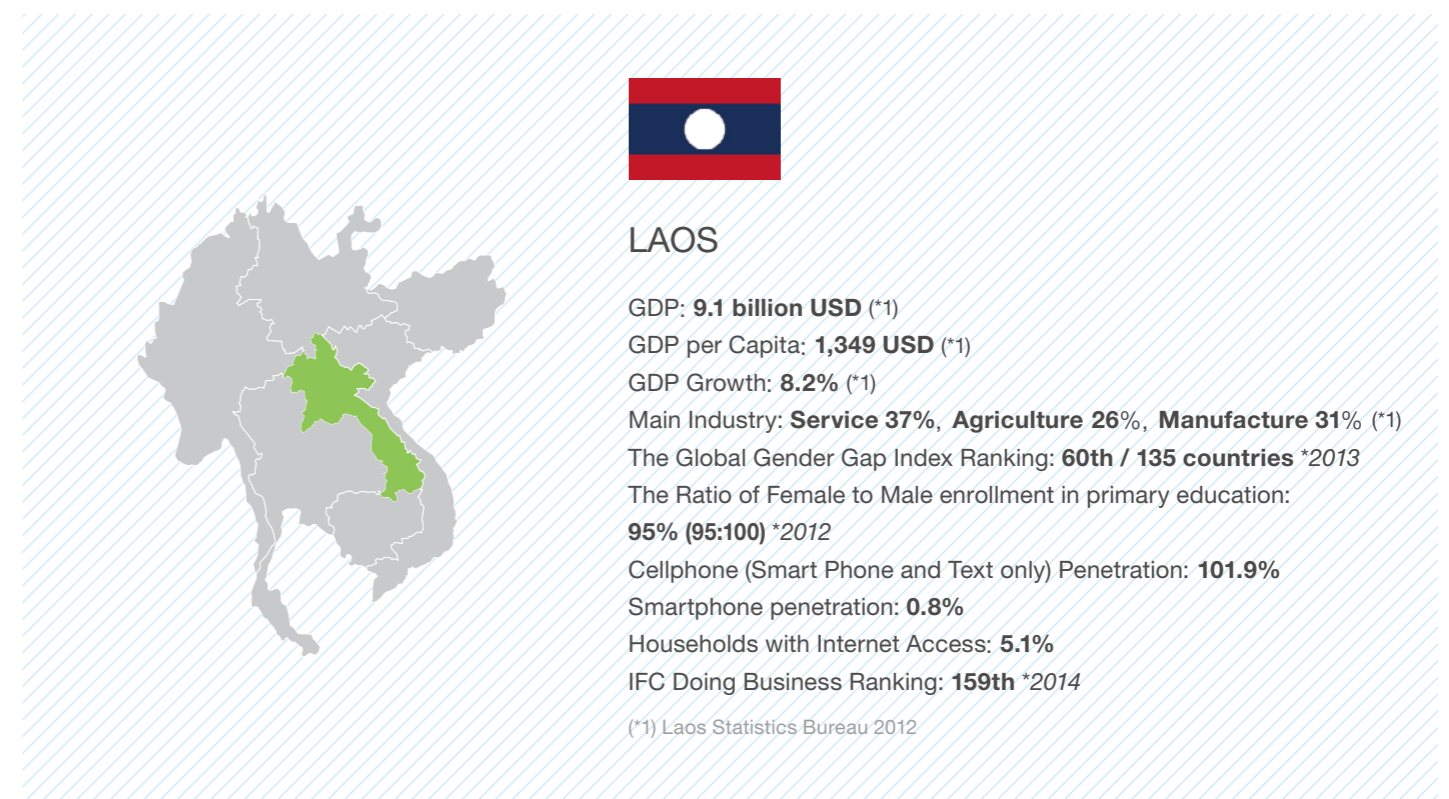 LAOS
GDP: 9.1 billion USD (*1)
GDP per Capita: 1,349 USD (*1)
GDP Growth: 8.2% (*1)
Main Industry: Service 37%, Agriculture 26%, Manufacture 31% (*1)
The Global Gender Gap Index Ranking: 60th / 135 countries *2013
The Ratio of Female to Male enrollment in primary education:
95% (95:100) *2012
Cellphone (Smart Phone and Text only) Penetration: 101.9%
Smartphone penetration: 0.8%
Households with Internet Access: 5.1%
IFC Doing Business Ranking: 159th *2014
(*1) Laos Statistics Bureau 2012